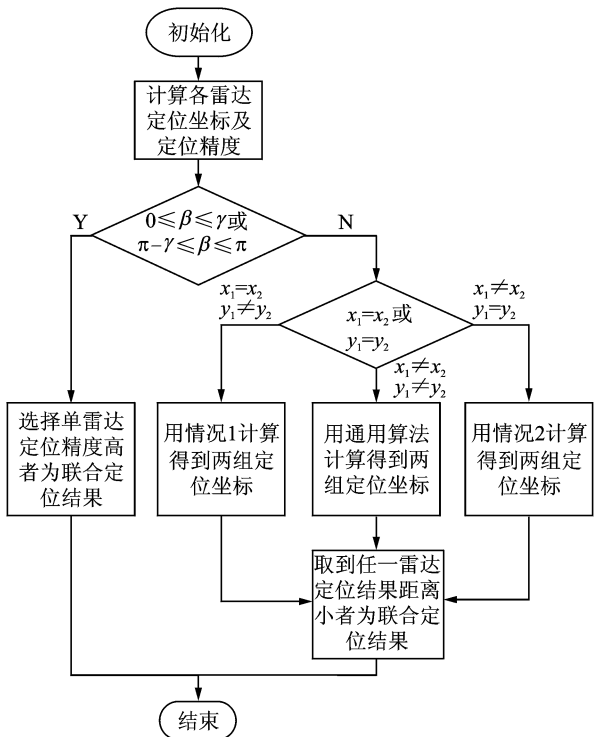 初始化
计算各雷达
定位坐标及
定位精度
0≤β≤γ或
π−γ≤β≤π
Y
N
x₁=x₂
y₁≠y₂
x₁=x₂或
y₁=y₂
x₁≠x₂
y₁=y₂
x₁≠x₂
y₁≠y₂
选择单雷达
定位精度高
者为联合定
位结果
用情况1计算
得到两组定
位坐标
用通用算法
计算得到两
组定位坐标
用情况2计算
得到两组定
位坐标
取到任一雷达
定位结果距离
小者为联合定
位结果
结束